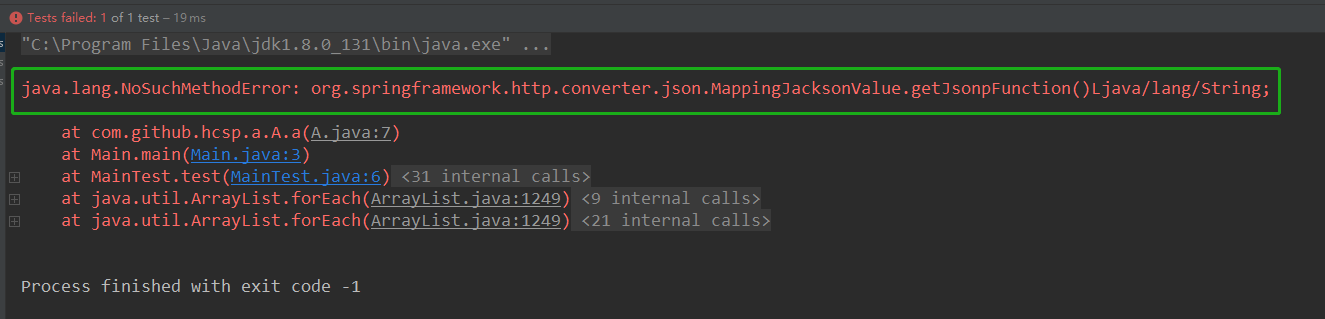 Tests failed: 1 of 1 test – 19 ms
"C:\Program Files\Java\jdk1.8.0_131\bin\java.exe" ...
java.lang.NoSuchMethodError: org.springframework.http.converter.json.MappingJacksonValue.getJsonpFunction()Ljava/lang/String;
at com.github.hcsp.a.A.a(A.java:7)
at Main.main(Main.java:3)
at MainTest.test(MainTest.java:6) <31 internal calls>
at java.util.ArrayList.forEach(ArrayList.java:1249) <9 internal calls>
at java.util.ArrayList.forEach(ArrayList.java:1249) <21 internal calls>
Process finished with exit code -1